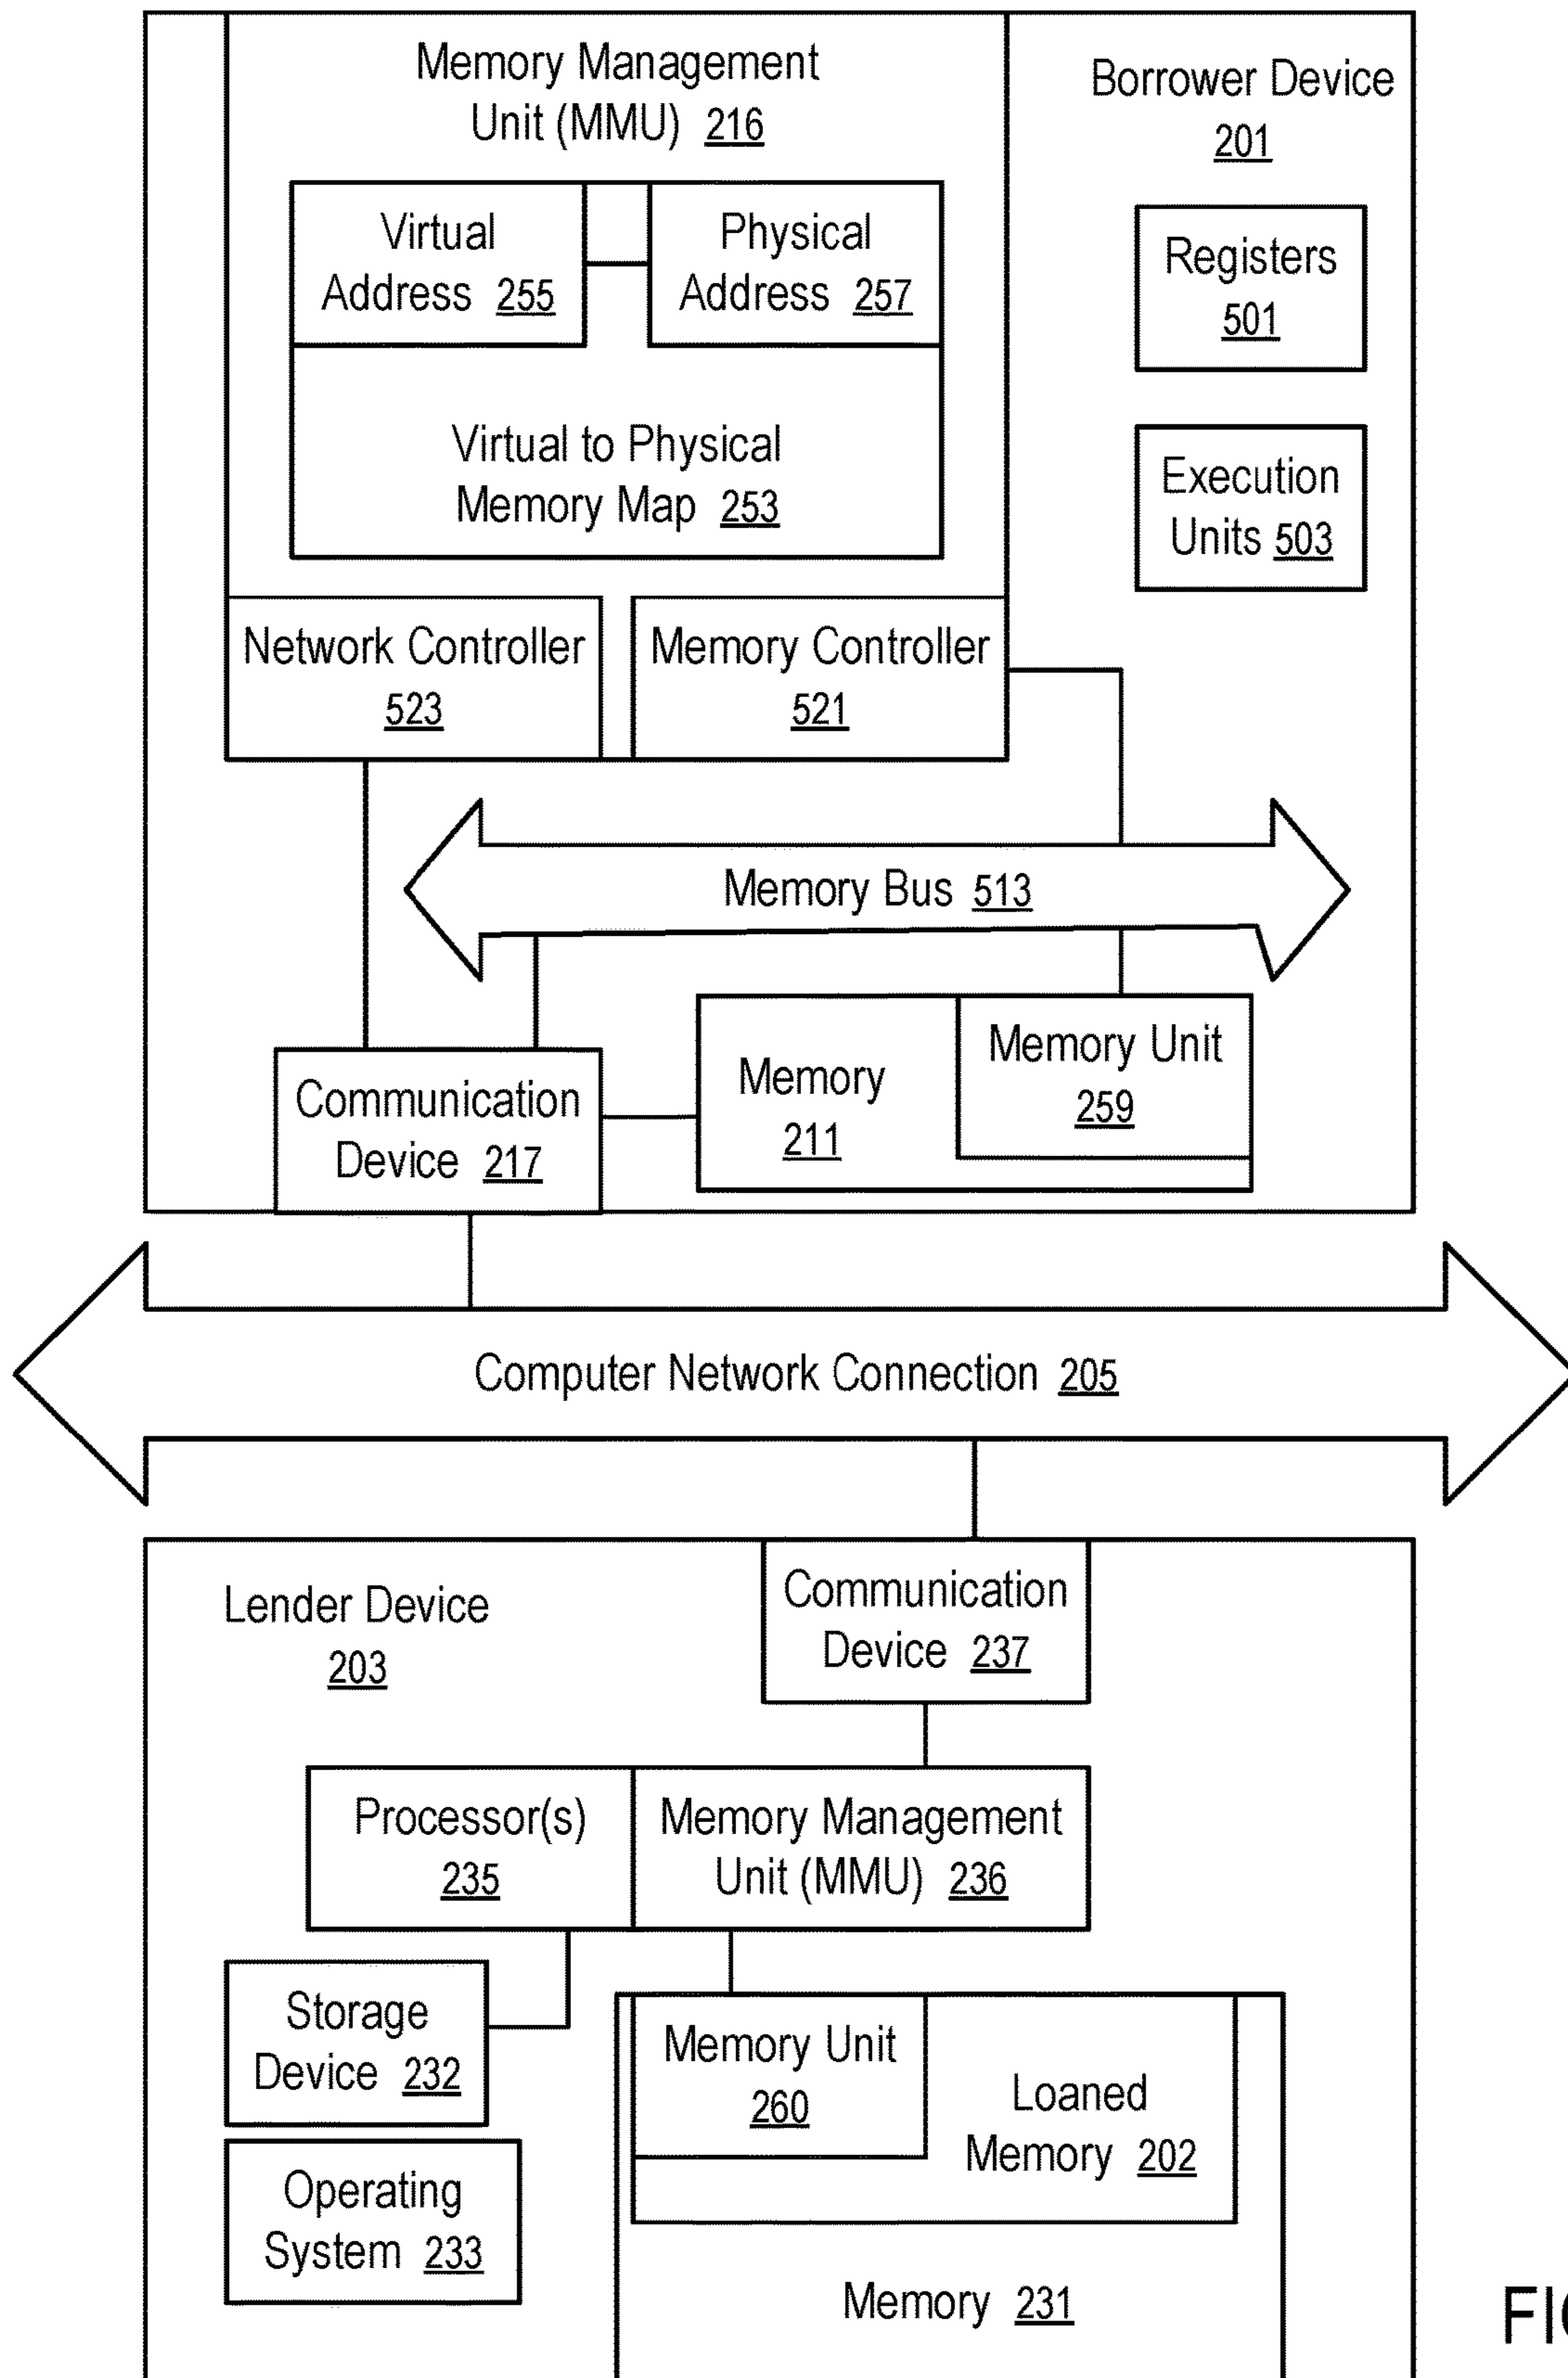 Memory Management
Unit (MMU) 216
Borrower Device
201
Virtual
Address 255
Physical
Address 257
Registers
501
Virtual to Physical
Memory Map 253
Execution
Units 503
Network Controller
523
Memory Controller
521
Memory Bus 513
Communication
Device 217
Memory
211
Memory Unit
259
Computer Network Connection 205
Lender Device
203
Communication
Device 237
Processor(s)
235
Memory Management
Unit (MMU) 236
Storage
Device 232
Memory Unit
260
Loaned
Memory 202
Operating
System 233
Memory 231